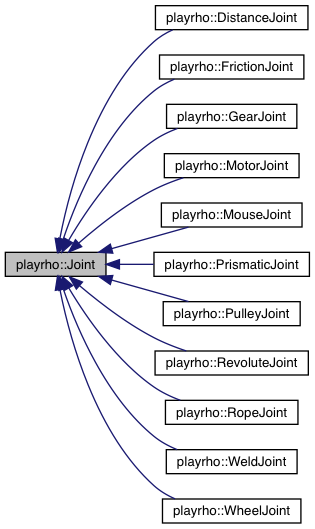 playrho::DistanceJoint
playrho::FrictionJoint
playrho::GearJoint
playrho::MotorJoint
playrho::MouseJoint
playrho::Joint
playrho::PrismaticJoint
playrho::PulleyJoint
playrho::RevoluteJoint
playrho::RopeJoint
playrho::WeldJoint
playrho::WheelJoint